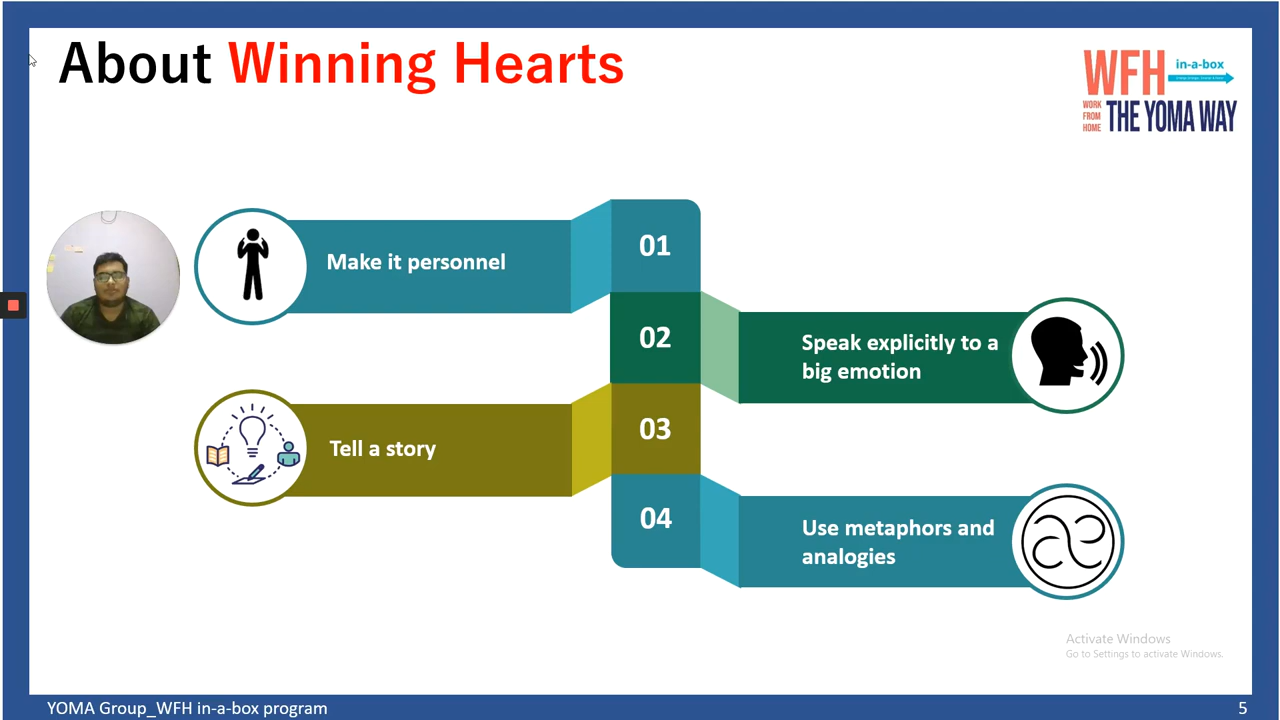 About Winning Hearts
WFH
in-a-box
WORK
FROM
HOME
THE YOMA WAY
01
Make it personnel
02
Speak explicitly to a
big emotion
03
Tell a story
04
Use metaphors and
analogies
Activate Windows
Go to Settings to activate Windows.
YOMA Group_WFH in-a-box program
5